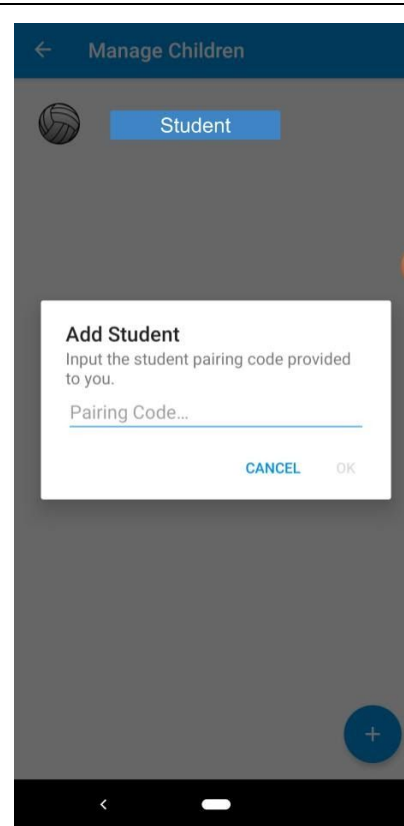 Manage Children
Student
Add Student
Input the student pairing code provided
to you.
Pairing Code...
CANCEL OK